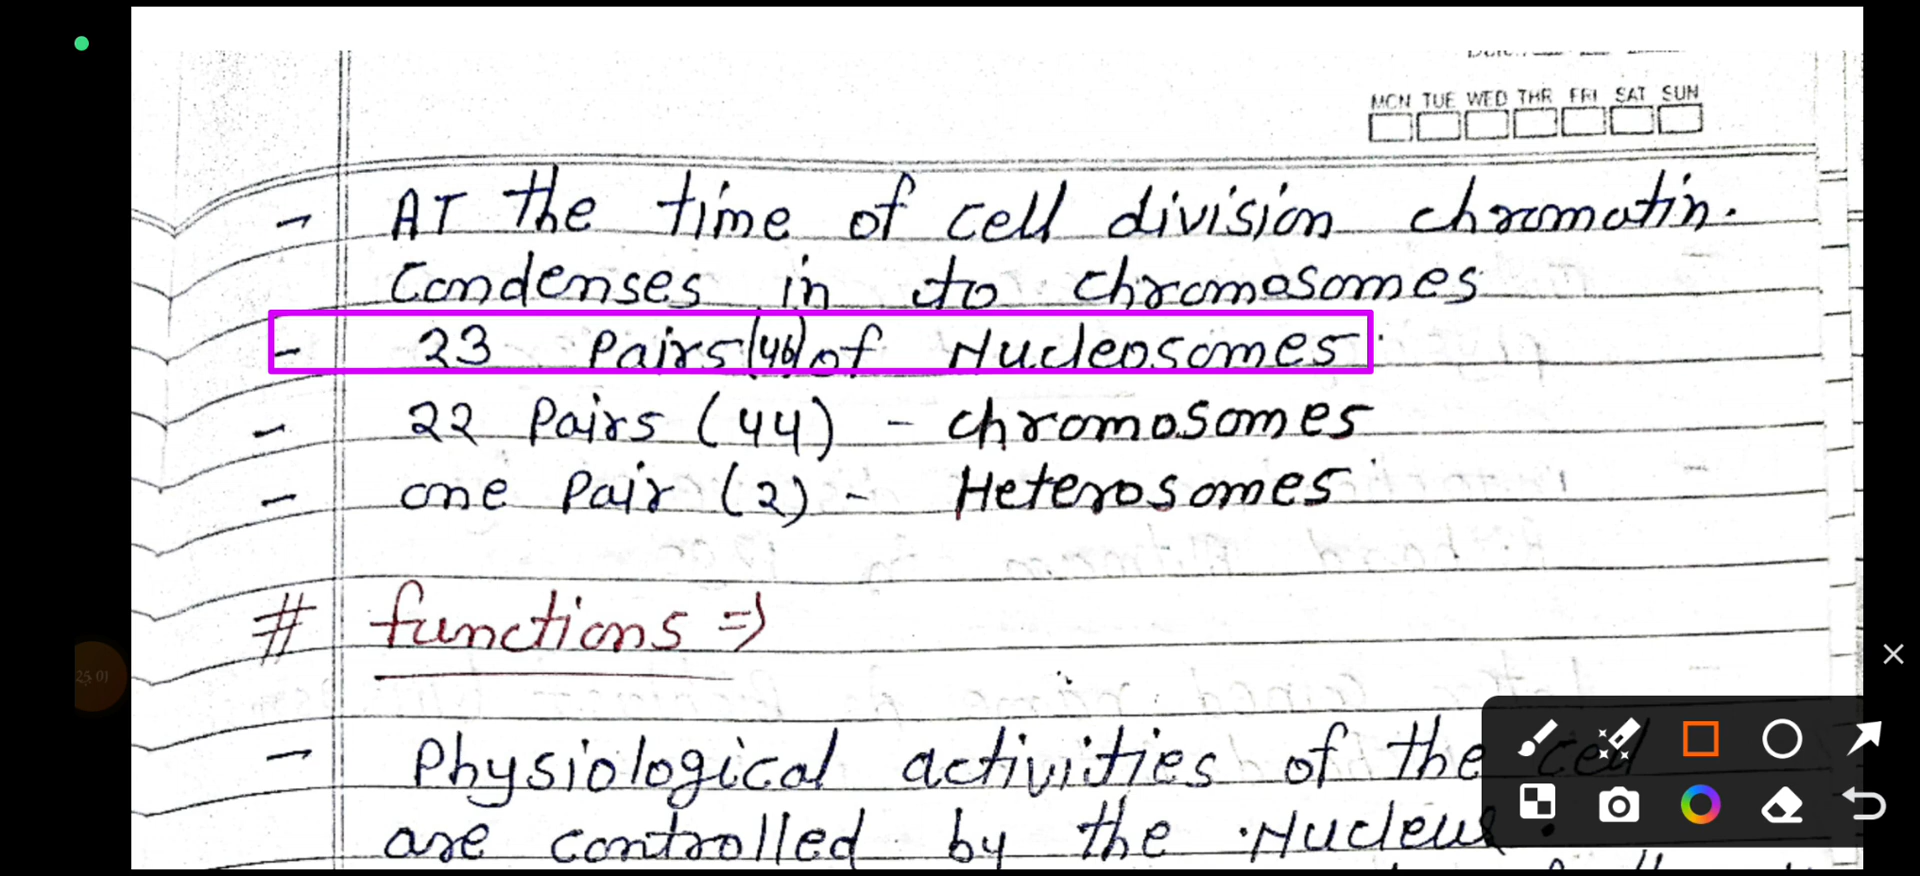 MON TUE WED THR FRI SAT SUN
- AT the time of cell division chromatin.
Condenses in to chromosomes
- 23 Pairs (46) of Nucleosomes
- 22 Pairs (44) - chromosomes
- one Pair (2) - Heterosomes
# functions =>
25 01
- Physiological activities of the cell
are controlled by the Nucleus.